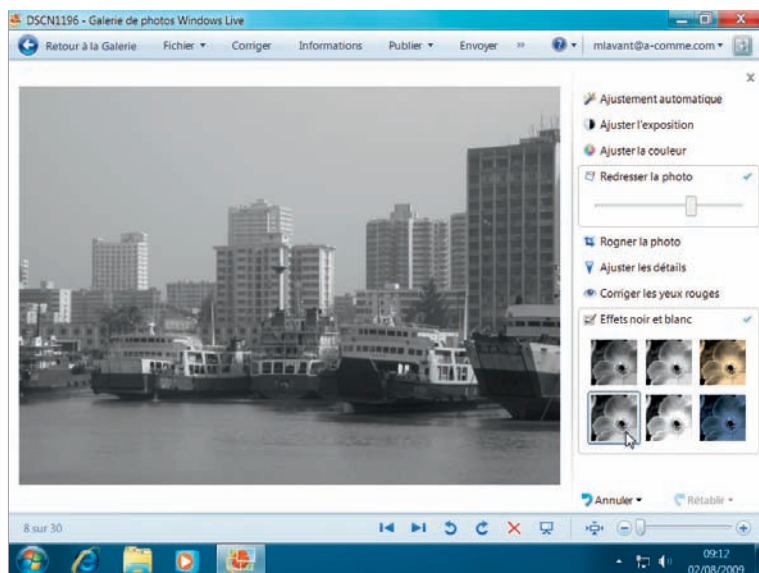 DSCN1196 - Galerie de photos Windows Live
Retour à la Galerie Fichier Corriger Informations Publier Envoyer » mlavant@a-comme.com
Ajustement automatique
Ajuster l'exposition
Ajuster la couleur
Redresser la photo
Rogner la photo
Ajuster les détails
Corriger les yeux rouges
Effets noir et blanc
Annuler Rétablir
8 sur 30
09:12
02/08/2009